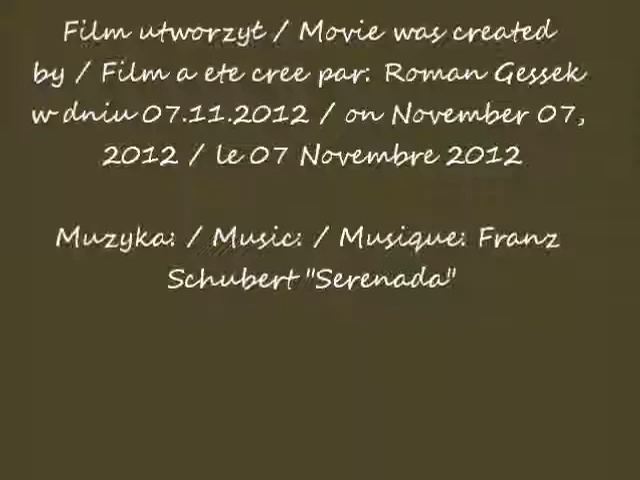 Film utworzył / Movie was created
by / Film a ete cree par: Roman Gessek
w dniu 07.11.2012 / on November 07,
2012 / le 07 Novembre 2012
Muzyka: / Music: / Musique: Franz
Schubert "Serenada"